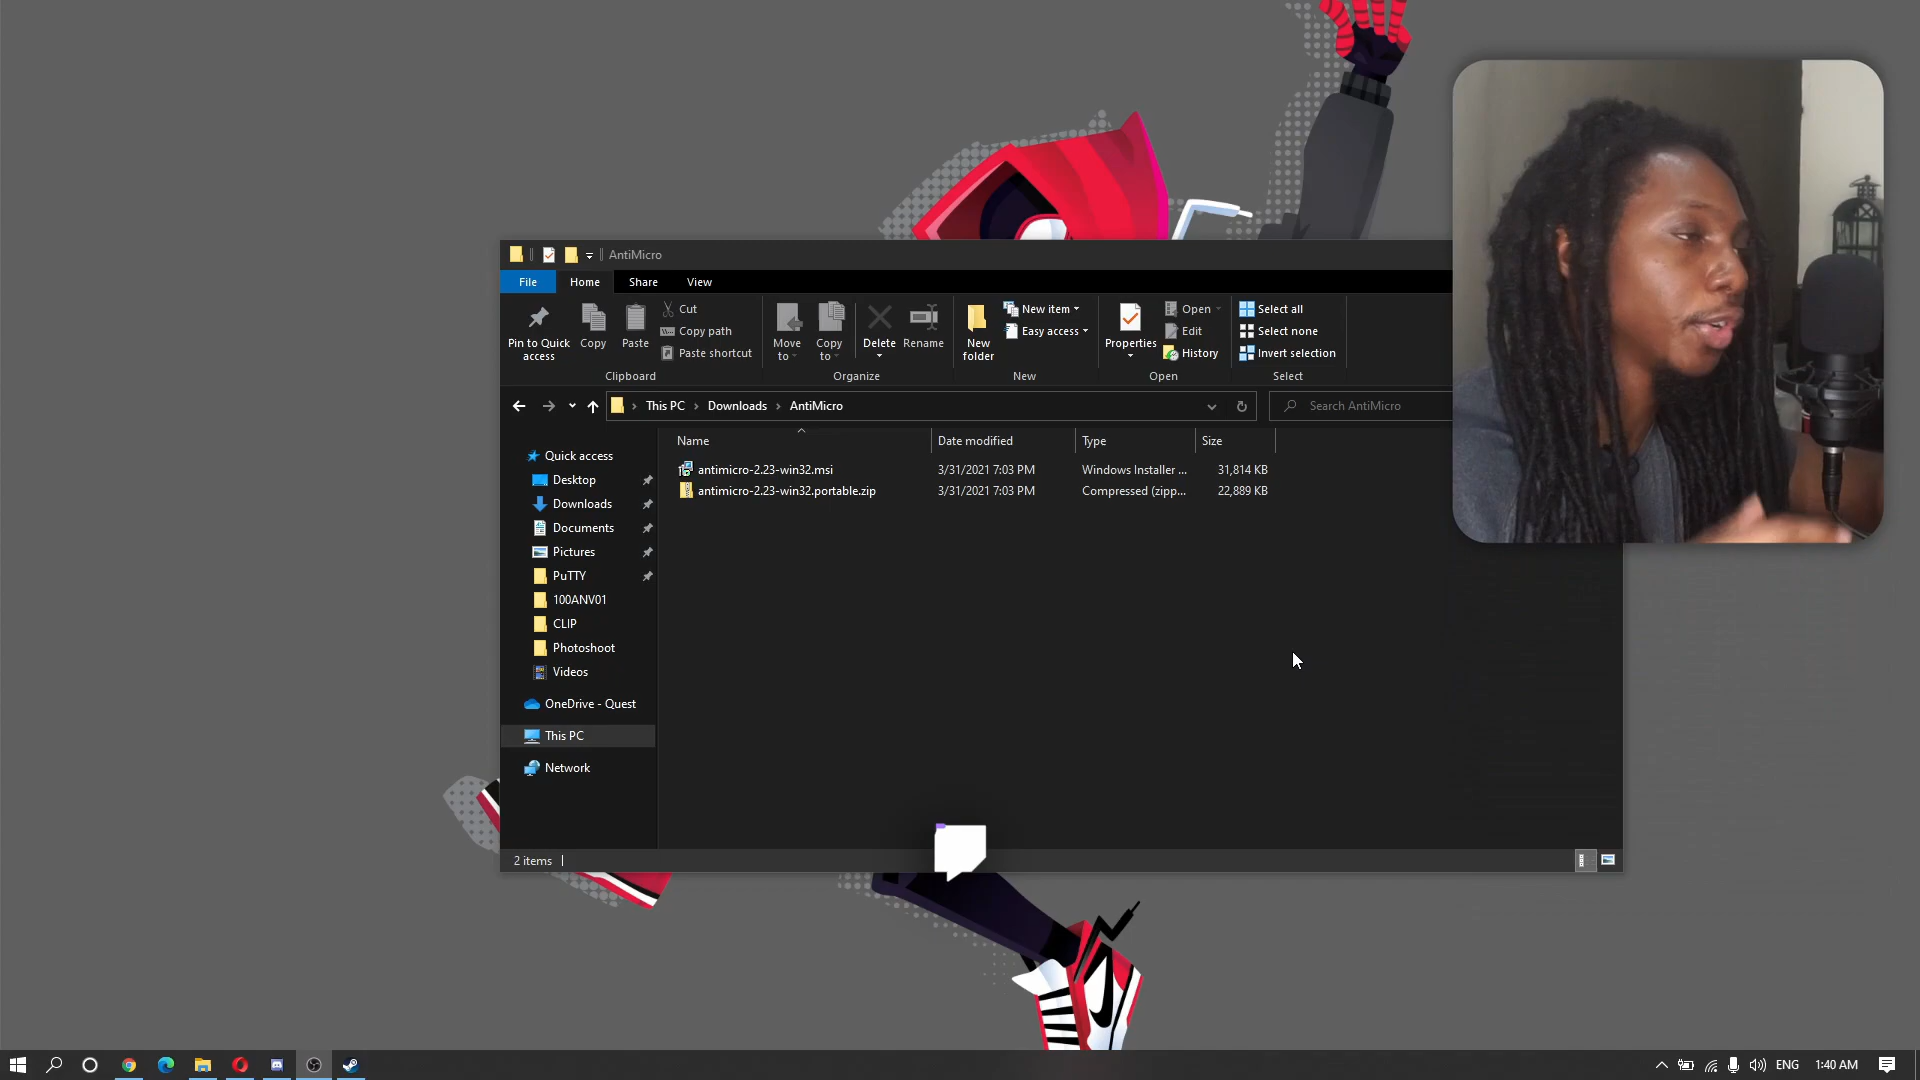 AntiMicro
File Home Share View
Pin to Quick access
Copy
Paste
Cut
Copy path
Paste shortcut
Clipboard
Move to
Copy to
Delete
Rename
Organize
New folder
New item
Easy access
New
Properties
Open
Edit
History
Open
Select all
Select none
Invert selection
Select
This PC > Downloads > AntiMicro
Search AntiMicro
Name Date modified Type Size
antimicro-2.23-win32.msi 3/31/2021 7:03 PM Windows Installer ... 31,814 KB
antimicro-2.23-win32.portable.zip 3/31/2021 7:03 PM Compressed (zipp... 22,889 KB
Quick access
Desktop
Downloads
Documents
Pictures
PuTTY
100ANV01
CLIP
Photoshoot
Videos
OneDrive - Quest
This PC
Network
2 items
ENG 1:40 AM